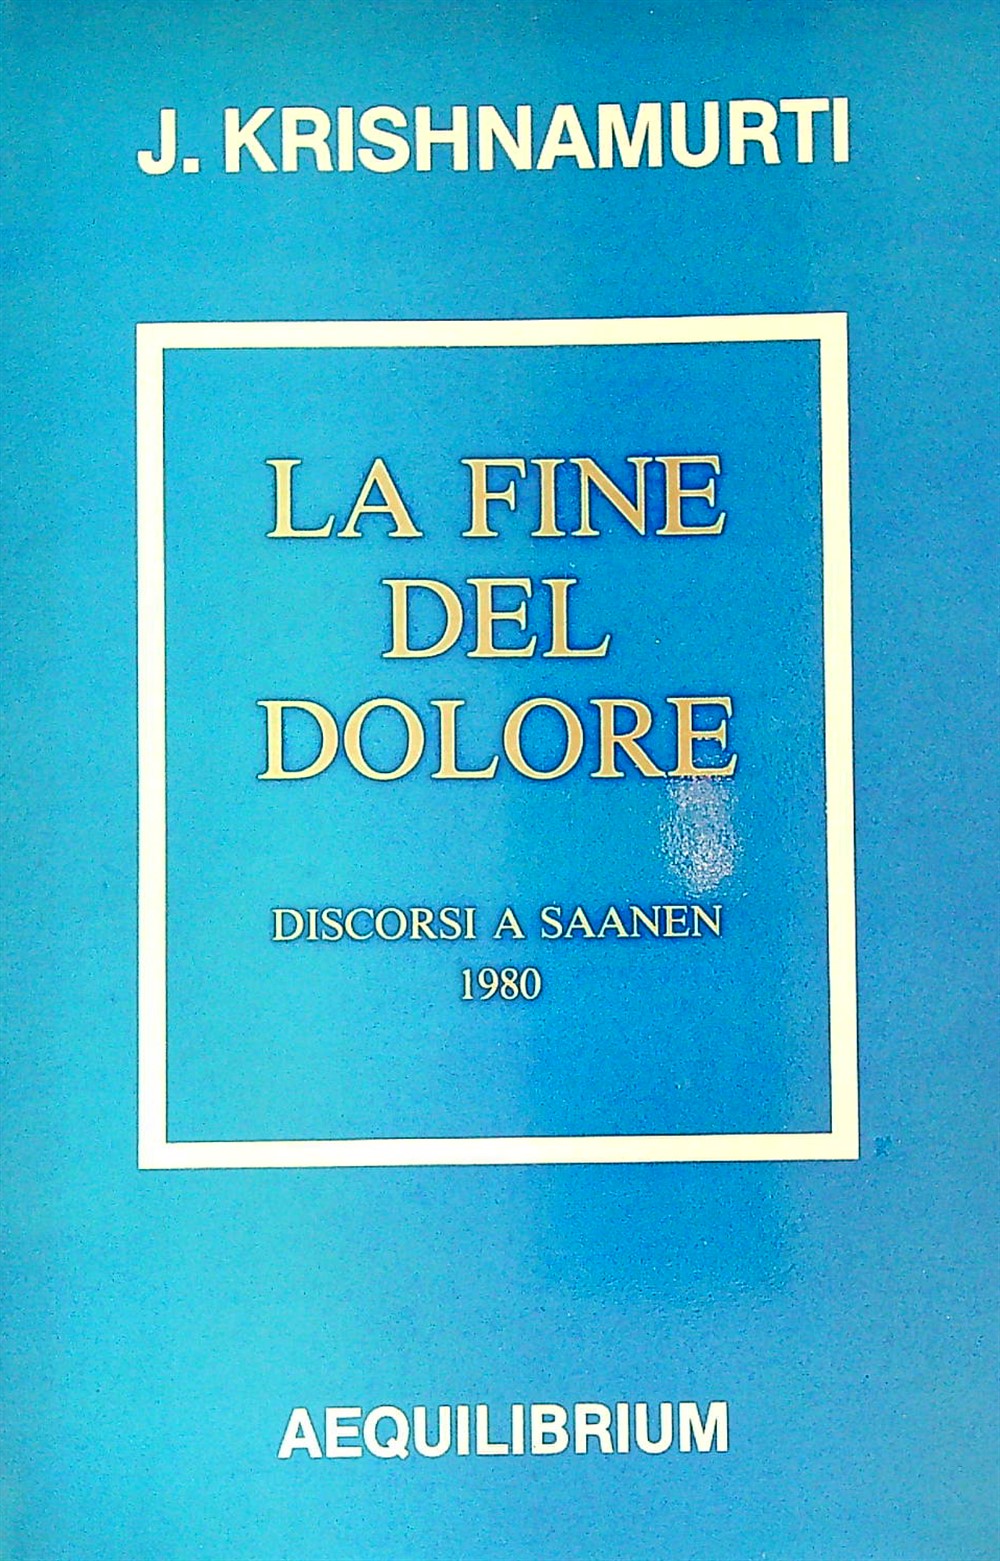 J. KRISHNAMURTI
LA FINE
DEL
DOLORE
DISCORSI A SAANEN
1980
AEQUILIBRIUM